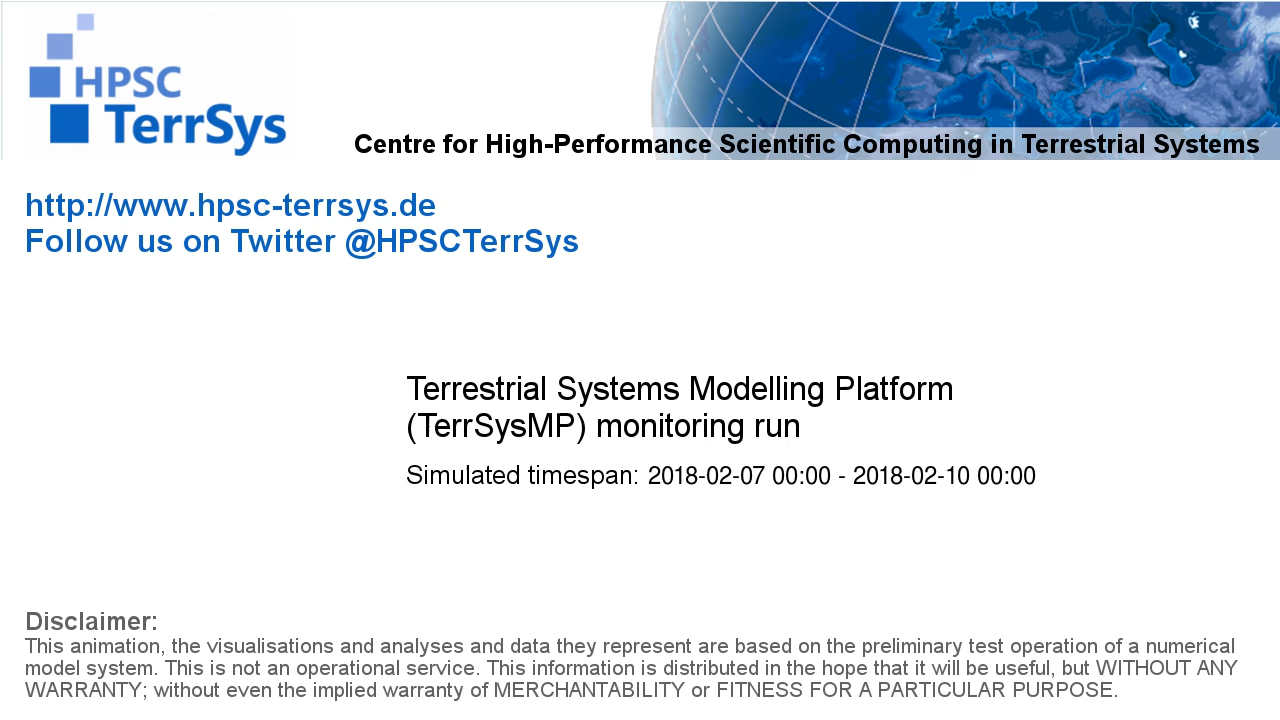 HPSC
TerrSys
Centre for High-Performance Scientific Computing in Terrestrial Systems
http://www.hpsc-terrsys.de
Follow us on Twitter @HPSCTerrSys
Terrestrial Systems Modelling Platform
(TerrSysMP) monitoring run
Simulated timespan: 2018-02-07 00:00 - 2018-02-10 00:00
Disclaimer:
This animation, the visualisations and analyses and data they represent are based on the preliminary test operation of a numerical
model system. This is not an operational service. This information is distributed in the hope that it will be useful, but WITHOUT ANY
WARRANTY; without even the implied warranty of MERCHANTABILITY or FITNESS FOR A PARTICULAR PURPOSE.